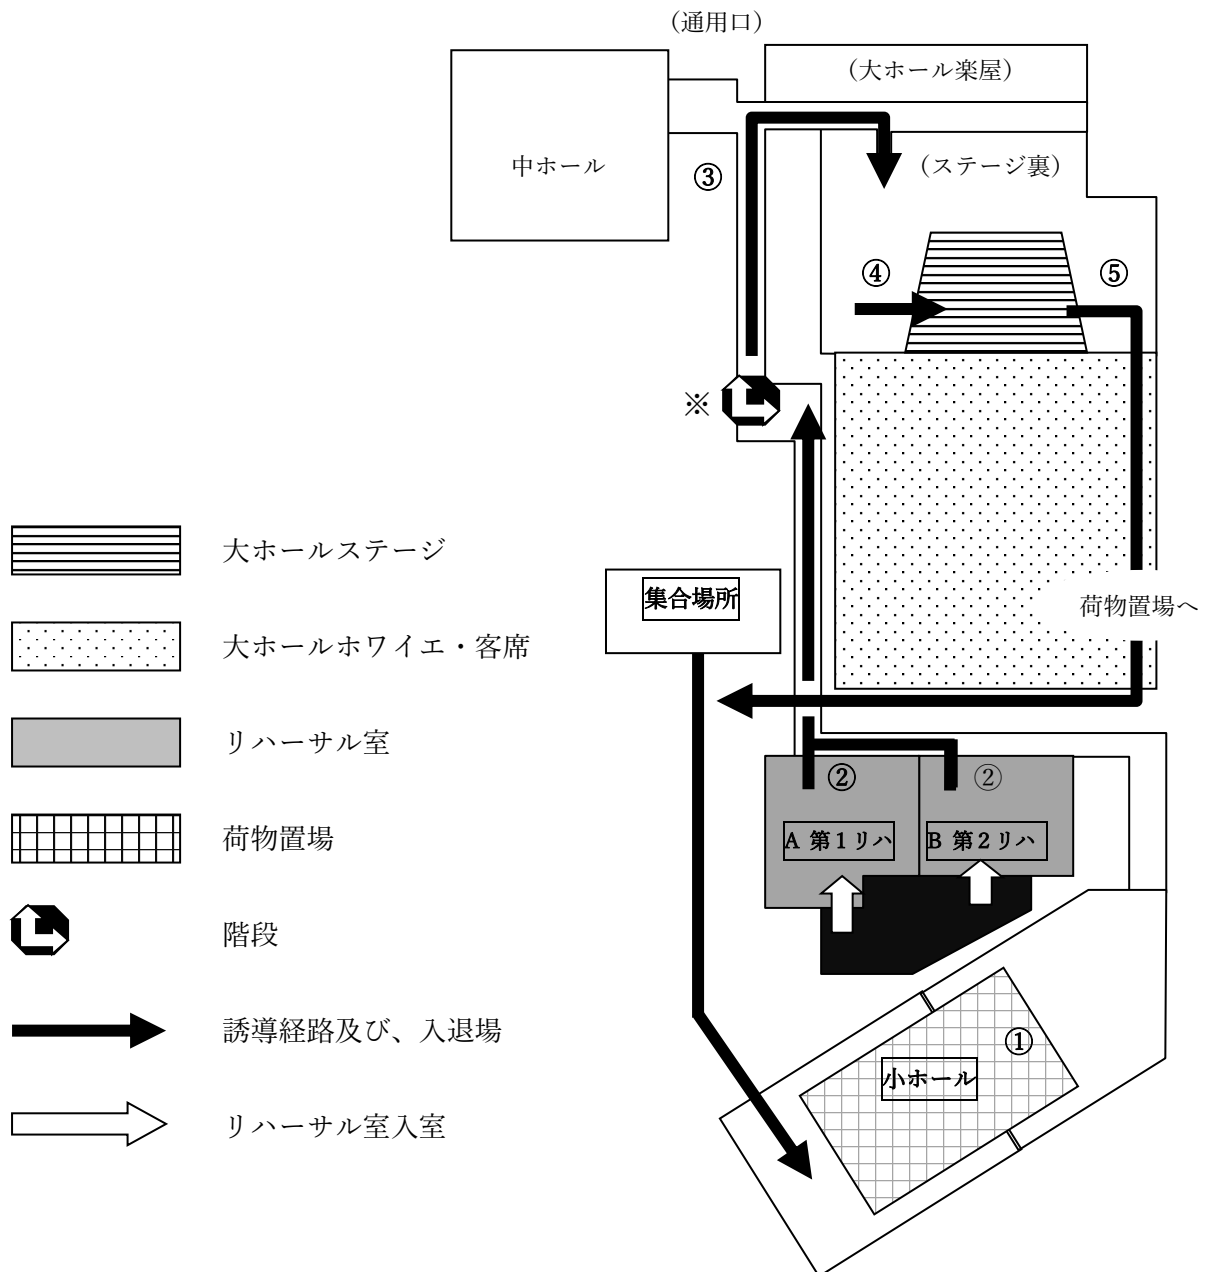 （通用口）
（大ホール楽屋）
中ホール
③
（ステージ裏）
④
⑤
※
大ホールステージ
集合場所
荷物置場へ
大ホールホワイエ・客席
リハーサル室
②
②
荷物置場
A 第１リハ
B 第２リハ
階段
誘導経路及び、入退場
①
小ホール
リハーサル室入室